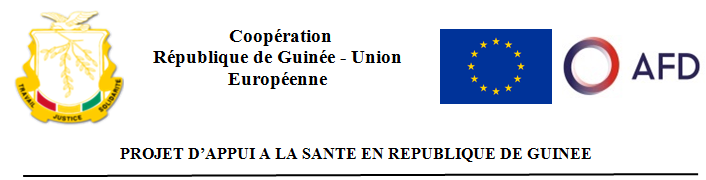 Coopération
République de Guinée - Union
Européenne
AFD
TRAVAIL JUSTICE SOLIDARITE
PROJET D’APPUI A LA SANTE EN REPUBLIQUE DE GUINEE